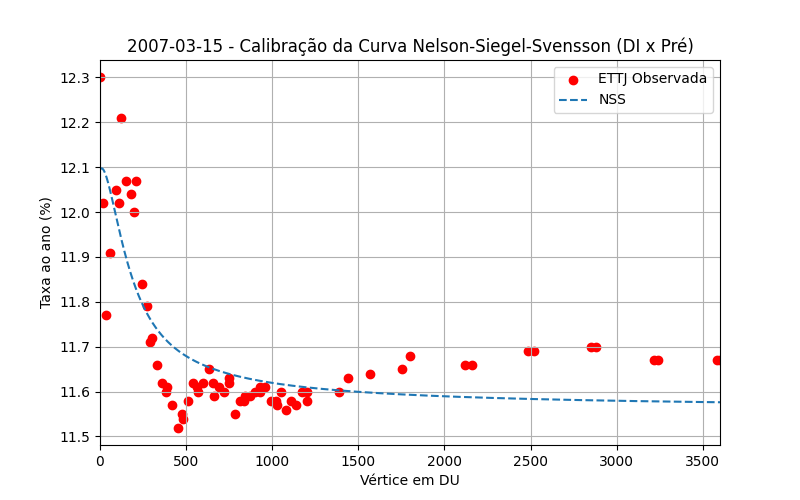 2007-03-15 - Calibração da Curva Nelson-Siegel-Svensson (DI x Pré)
ETTJ Observada
NSS
Taxa ao ano (%)
12.3
12.2
12.1
12.0
11.9
11.8
11.7
11.6
11.5
0 500 1000 1500 2000 2500 3000 3500
Vértice em DU